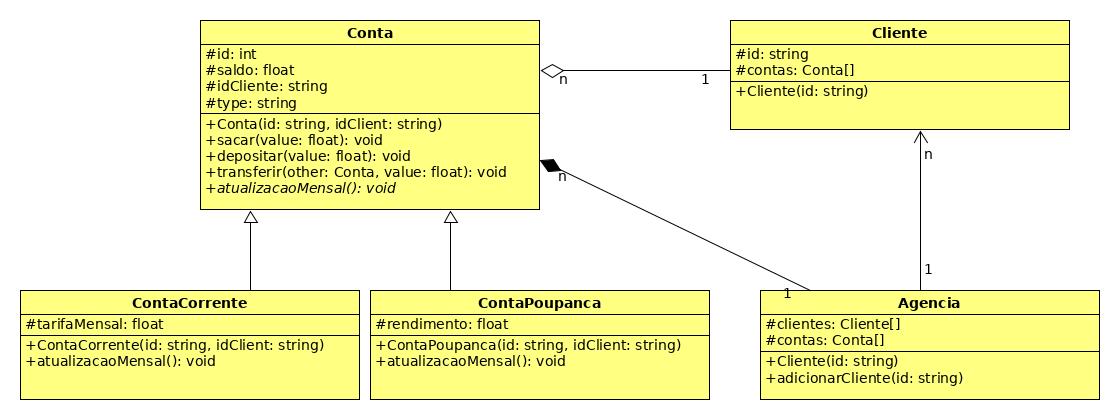 Conta
#id: int
#saldo: float
#idCliente: string
#type: string
+Conta(id: string, idClient: string)
+sacar(value: float): void
+depositar(value: float): void
+transferir(other: Conta, value: float): void
+atualizacaoMensal(): void
n
1
n
1
Cliente
#id: string
#contas: Conta[]
+Cliente(id: string)
n
1
ContaCorrente
#tarifaMensal: float
+ContaCorrente(id: string, idClient: string)
+atualizacaoMensal(): void
ContaPoupanca
#rendimento: float
+ContaPoupanca(id: string, idClient: string)
+atualizacaoMensal(): void
Agencia
#clientes: Cliente[]
#contas: Conta[]
+Cliente(id: string)
+adicionarCliente(id: string)